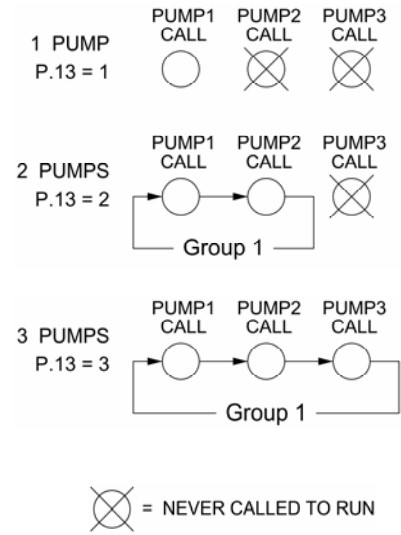 PUMP1 PUMP2 PUMP3
CALL CALL CALL
1 PUMP
P.13 = 1
PUMP1 PUMP2 PUMP3
CALL CALL CALL
2 PUMPS
P.13 = 2
Group 1
PUMP1 PUMP2 PUMP3
CALL CALL CALL
3 PUMPS
P.13 = 3
Group 1
= NEVER CALLED TO RUN